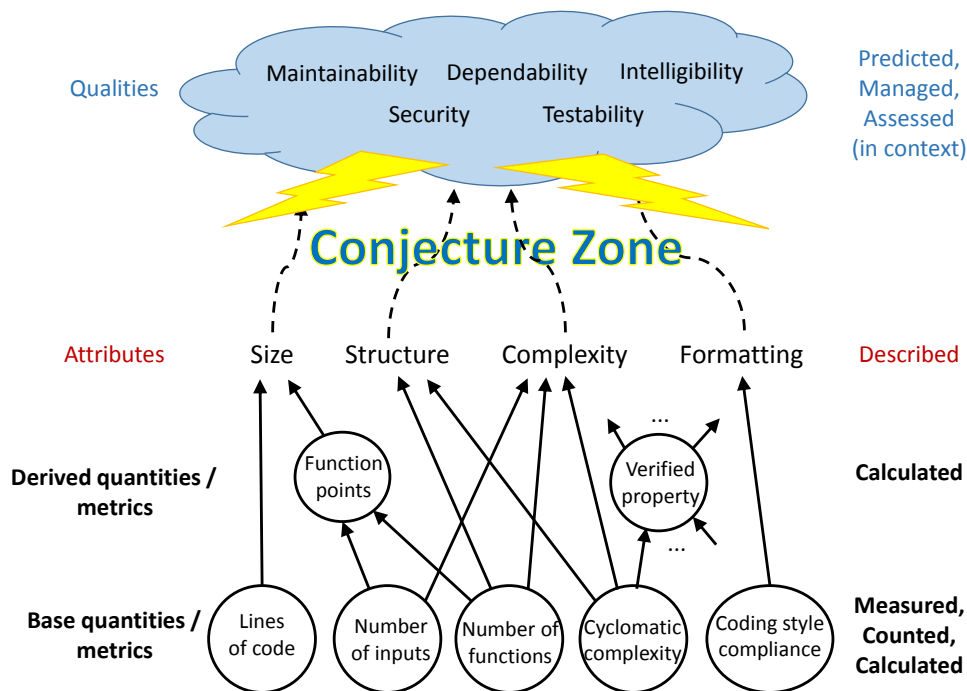 Qualities
Maintainability
Dependability
Intelligibility
Security
Testability
Predicted,
Managed,
Assessed
(in context)
Conjecture Zone
Attributes
Size
Structure
Complexity
Formatting
Described
Derived quantities /
metrics
Function
points
...
Verified
property
...
Calculated
Base quantities /
metrics
Lines
of code
Number
of inputs
Number of
functions
Cyclomatic
complexity
Coding style
compliance
Measured,
Counted,
Calculated